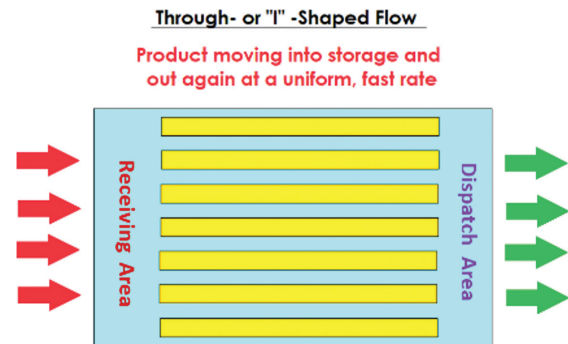 Through- or "I" -Shaped Flow
Product moving into storage and
out again at a uniform, fast rate
Receiving Area
Dispatch Area